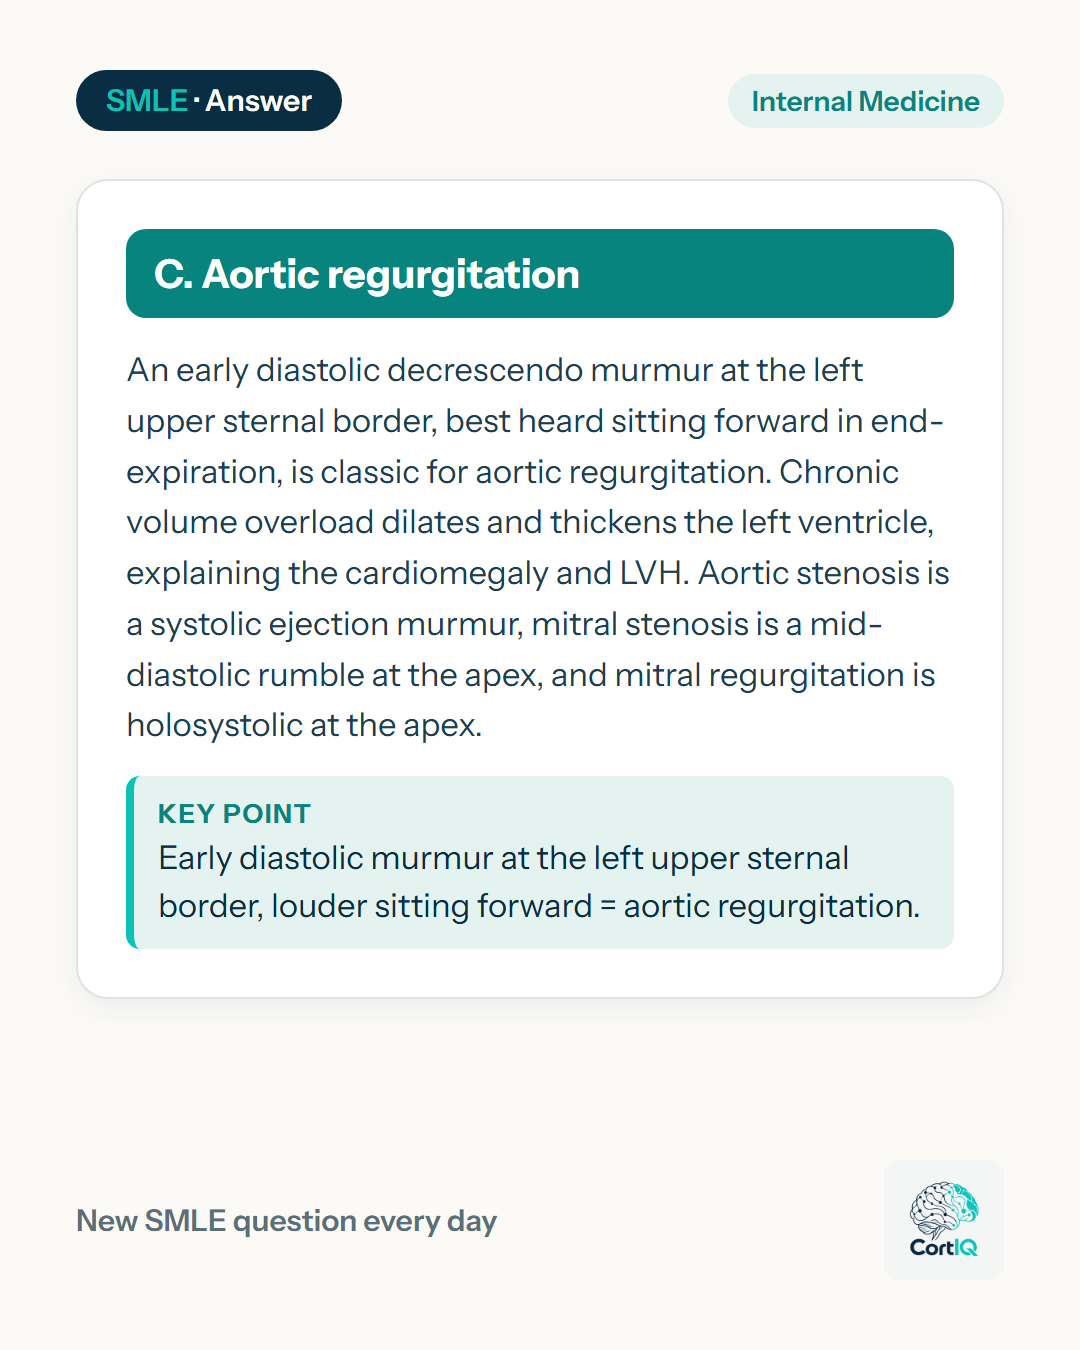 SMLE · Answer
Internal Medicine
C. Aortic regurgitation
An early diastolic decrescendo murmur at the left
upper sternal border, best heard sitting forward in end-
expiration, is classic for aortic regurgitation. Chronic
volume overload dilates and thickens the left ventricle,
explaining the cardiomegaly and LVH. Aortic stenosis is
a systolic ejection murmur, mitral stenosis is a mid-
diastolic rumble at the apex, and mitral regurgitation is
holosystolic at the apex.
KEY POINT
Early diastolic murmur at the left upper sternal
border, louder sitting forward = aortic regurgitation.
New SMLE question every day
CortIQ